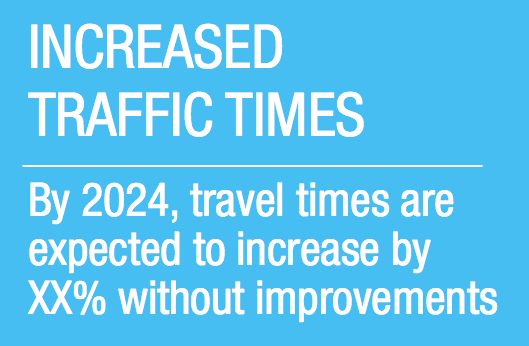 INCREASED
TRAFFIC TIMES
By 2024, travel times are
expected to increase by
XX% without improvements